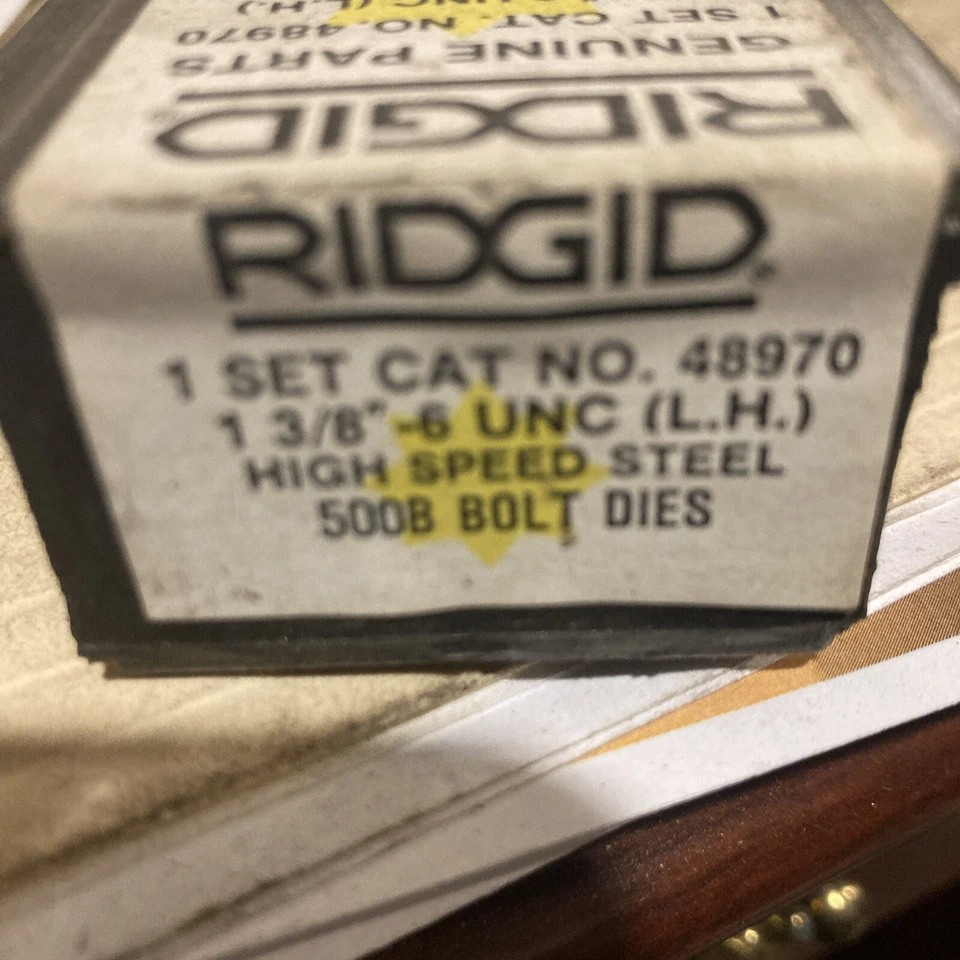 UNC (L.H.)
1 SET CAT. NO. 48970
GENUINE PARTS
RIDGID
RIDGID®
1 SET CAT NO. 48970
1 3/8" -6 UNC (L.H.)
HIGH SPEED STEEL
500B BOLT DIES